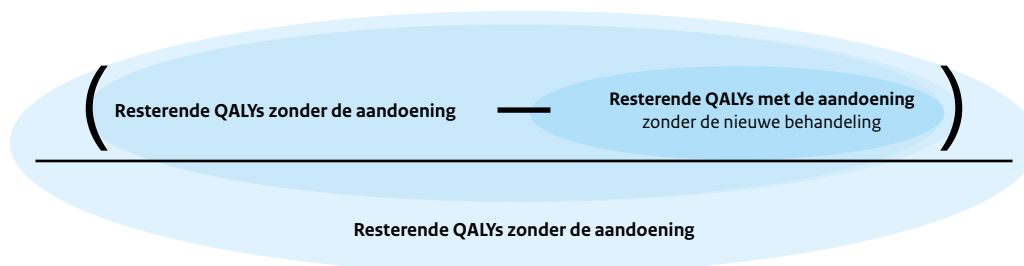 ( Resterende QALYs zonder de aandoening — Resterende QALYs met de aandoening
zonder de nieuwe behandeling )
Resterende QALYs zonder de aandoening